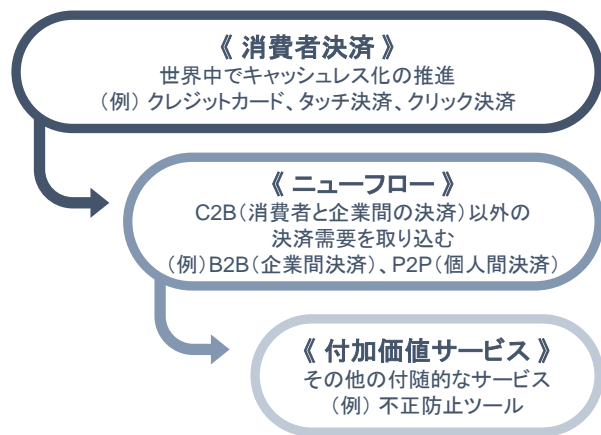 《 消費者決済 》
世界中でキャッシュレス化の推進
（例） クレジットカード、タッチ決済、クリック決済
《 ニューフロー 》
C2B（消費者と企業間の決済）以外の
決済需要を取り込む
（例）B2B（企業間決済）、P2P（個人間決済）
《 付加価値サービス 》
その他の付随的なサービス
（例） 不正防止ツール